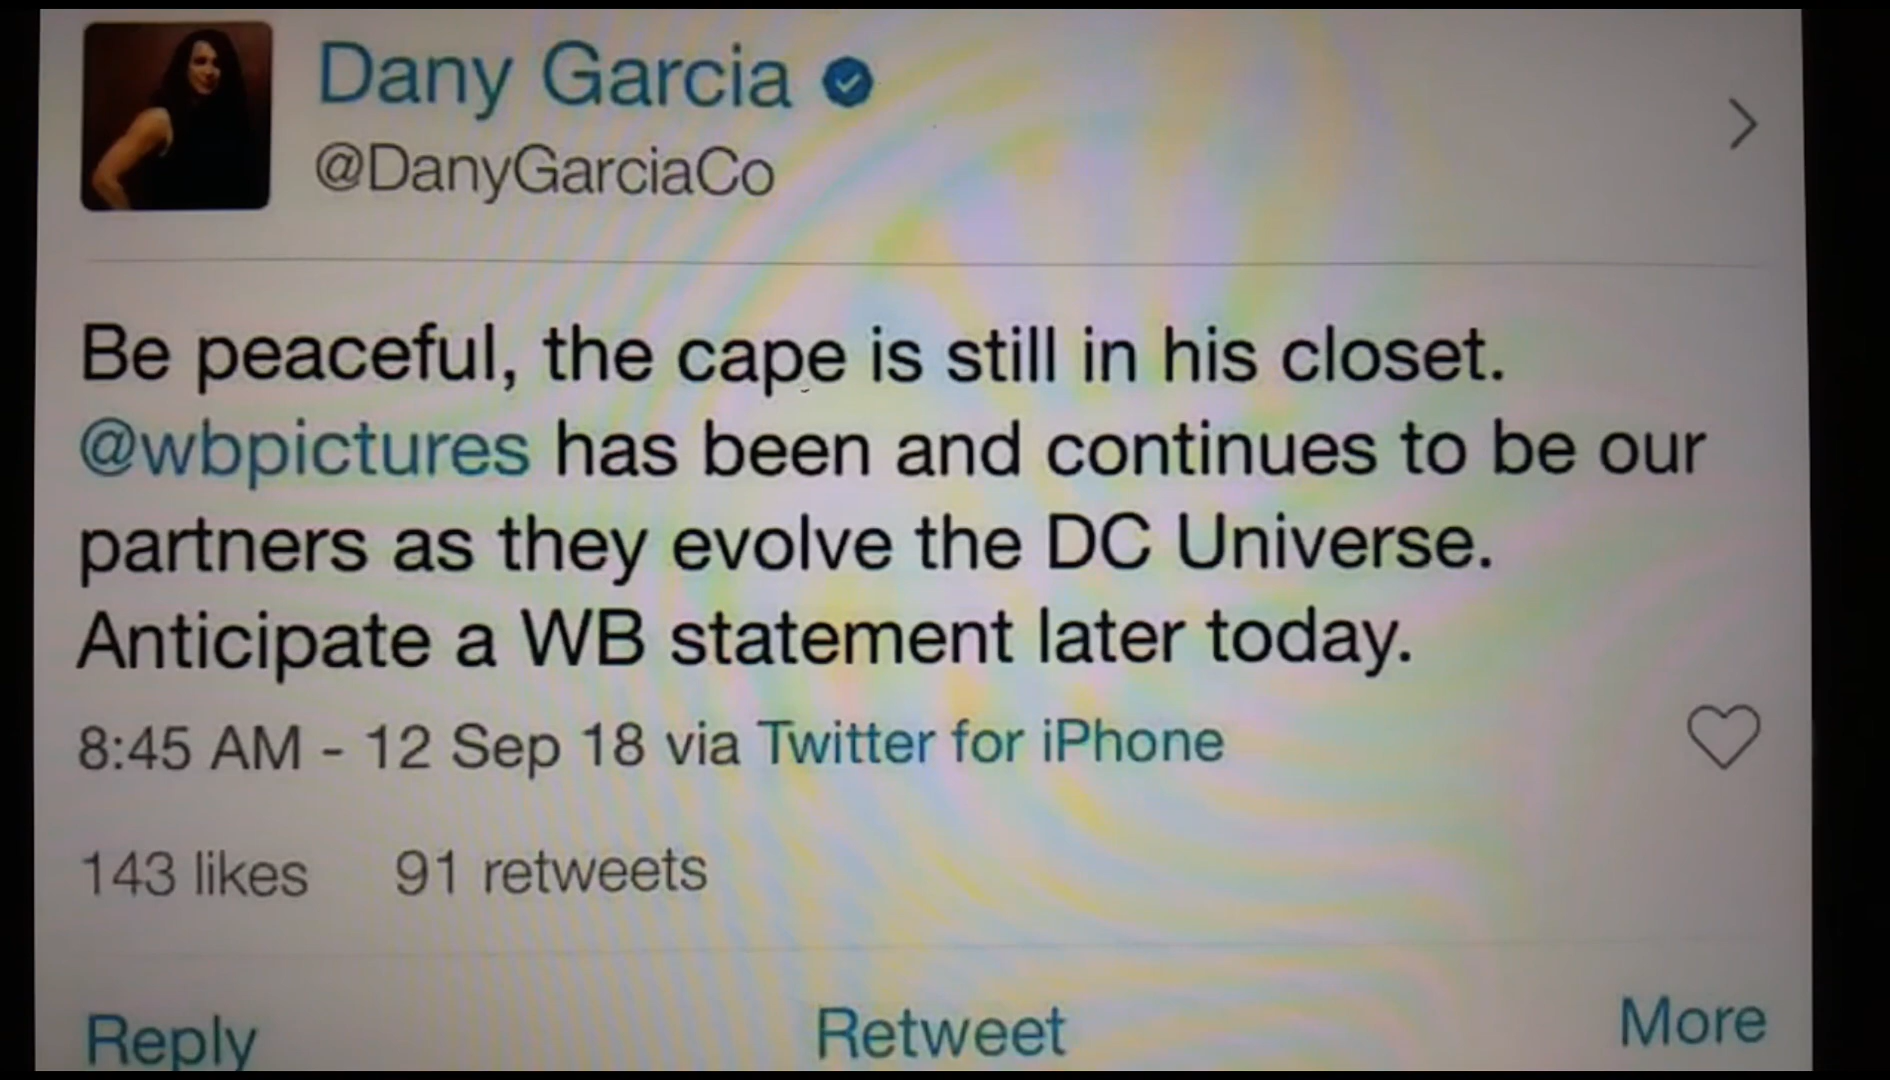 Dany Garcia
@DanyGarciaCo
Be peaceful, the cape is still in his closet.
@wbpictures has been and continues to be our
partners as they evolve the DC Universe.
Anticipate a WB statement later today.
8:45 AM - 12 Sep 18 via Twitter for iPhone
143 likes 91 retweets
Reply Retweet More